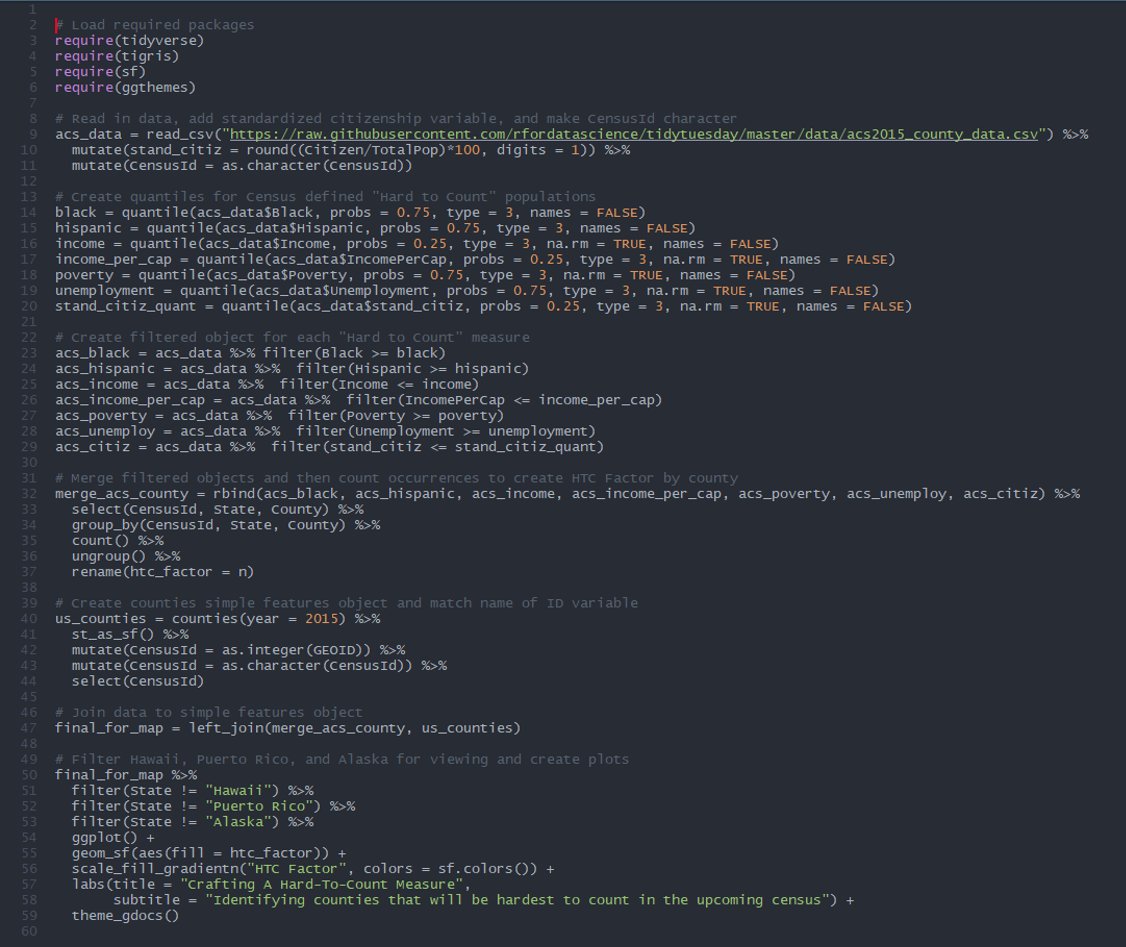 1
2 # Load required packages
3 require(tidyverse)
4 require(tigris)
5 require(sf)
6 require(ggthemes)
7
8 # Read in data, add standardized citizenship variable, and make CensusId character
9 acs_data = read_csv("https://raw.githubusercontent.com/rfordatascience/tidytuesday/master/data/acs2015_county_data.csv") %>%
10   mutate(stand_citiz = round((Citizen/TotalPop)*100, digits = 1)) %>%
11   mutate(CensusId = as.character(CensusId))
12
13 # Create quantiles for Census defined "Hard to Count" populations
14 black = quantile(acs_data$Black, probs = 0.75, type = 3, names = FALSE)
15 hispanic = quantile(acs_data$Hispanic, probs = 0.75, type = 3, names = FALSE)
16 income = quantile(acs_data$Income, probs = 0.25, type = 3, na.rm = TRUE, names = FALSE)
17 income_per_cap = quantile(acs_data$IncomePerCap, probs = 0.25, type = 3, na.rm = TRUE, names = FALSE)
18 poverty = quantile(acs_data$Poverty, probs = 0.75, type = 3, na.rm = TRUE, names = FALSE)
19 unemployment = quantile(acs_data$Unemployment, probs = 0.75, type = 3, na.rm = TRUE, names = FALSE)
20 stand_citiz_quant = quantile(acs_data$stand_citiz, probs = 0.25, type = 3, na.rm = TRUE, names = FALSE)
21
22 # Create filtered object for each "Hard to Count" measure
23 acs_black = acs_data %>% filter(Black >= black)
24 acs_hispanic = acs_data %>%  filter(Hispanic >= hispanic)
25 acs_income = acs_data %>%  filter(Income <= income)
26 acs_income_per_cap = acs_data %>%  filter(IncomePerCap <= income_per_cap)
27 acs_poverty = acs_data %>%  filter(Poverty >= poverty)
28 acs_unemploy = acs_data %>%  filter(Unemployment >= unemployment)
29 acs_citiz = acs_data %>%  filter(stand_citiz <= stand_citiz_quant)
30
31 # Merge filtered objects and then count occurrences to create HTC Factor by county
32 merge_acs_county = rbind(acs_black, acs_hispanic, acs_income, acs_income_per_cap, acs_poverty, acs_unemploy, acs_citiz) %>%
33   select(CensusId, State, County) %>%
34   group_by(CensusId, State, County) %>%
35   count() %>%
36   ungroup() %>%
37   rename(htc_factor = n)
38
39 # Create counties simple features object and match name of ID variable
40 us_counties = counties(year = 2015) %>%
41   st_as_sf() %>%
42   mutate(CensusId = as.integer(GEOID)) %>%
43   mutate(CensusId = as.character(CensusId)) %>%
44   select(CensusId)
45
46 # Join data to simple features object
47 final_for_map = left_join(merge_acs_county, us_counties)
48
49 # Filter Hawaii, Puerto Rico, and Alaska for viewing and create plots
50 final_for_map %>%
51   filter(State != "Hawaii") %>%
52   filter(State != "Puerto Rico") %>%
53   filter(State != "Alaska") %>%
54   ggplot() +
55   geom_sf(aes(fill = htc_factor)) +
56   scale_fill_gradientn("HTC Factor", colors = sf.colors()) +
57   labs(title = "Crafting A Hard-To-Count Measure",
58        subtitle = "Identifying counties that will be hardest to count in the upcoming census") +
59   theme_gdocs()
60